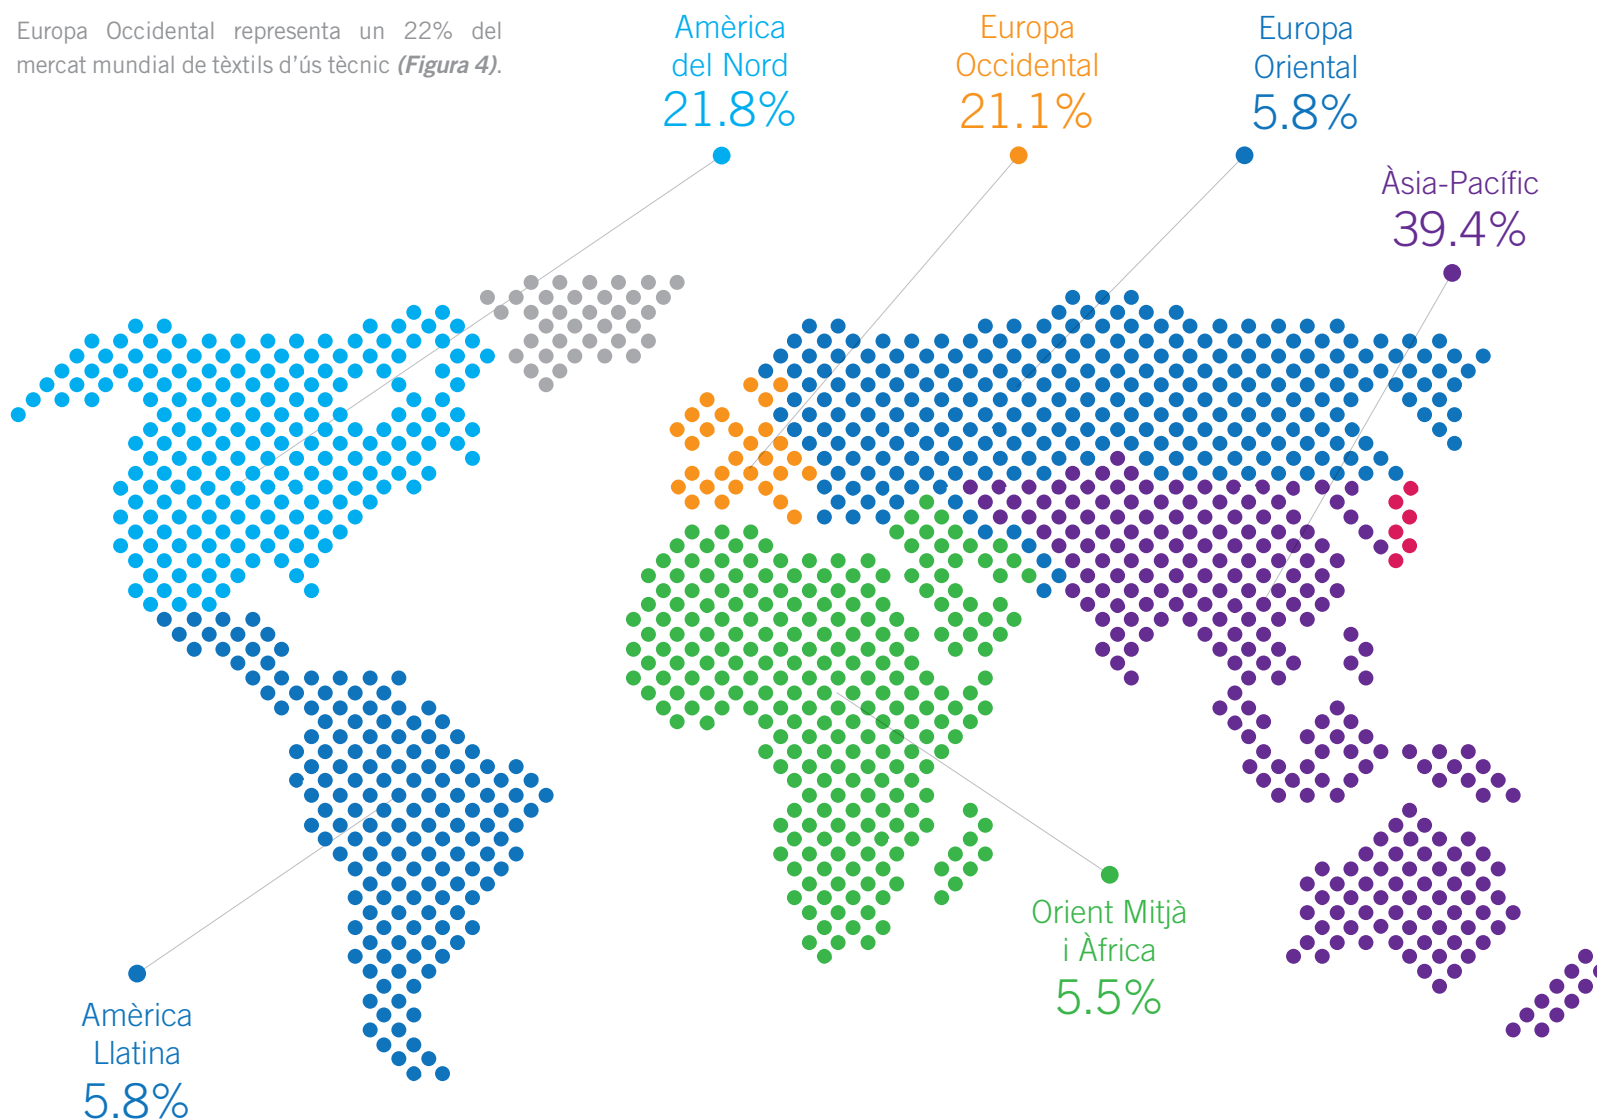 Europa Occidental representa un 22% del
mercat mundial de tèxtils d'ús tècnic (Figura 4).
Amèrica
del Nord
21.8%
Europa
Occidental
21.1%
Europa
Oriental
5.8%
Àsia-Pacífic
39.4%
Orient Mitjà
i Àfrica
5.5%
Amèrica
Llatina
5.8%